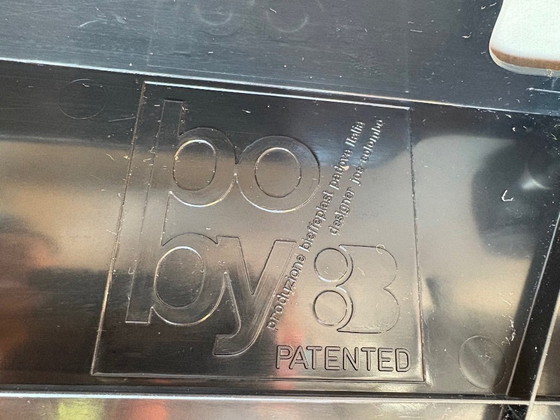 bo
by
produzione bieffeplast padova italia
designer joe colombo
B
PATENTED